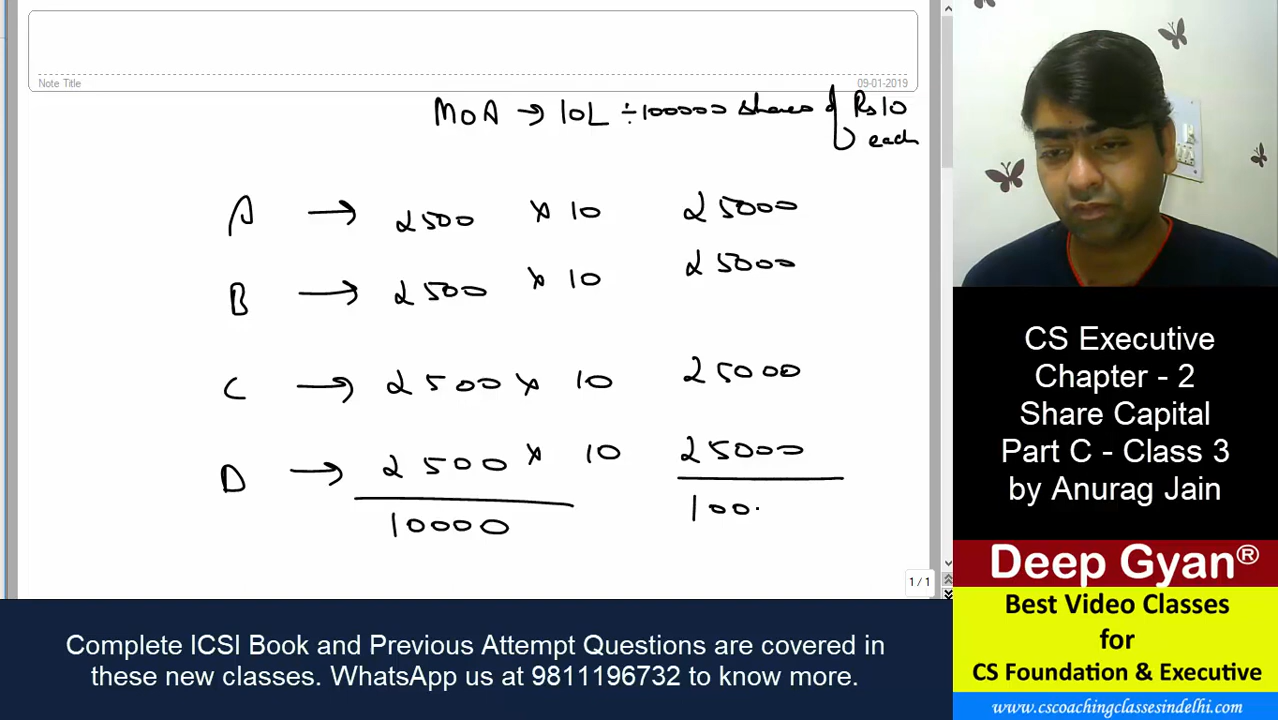 Note Title
09-01-2019
MOA → 10L ÷ 100000 shares of Rs 10
each
A → 2500 x 10 25000
B → 2500 x 10 25000
C → 2500 x 10 25000
D → 2500 x 10 25000
10000 100.
1 / 1
CS Executive
Chapter - 2
Share Capital
Part C - Class 3
by Anurag Jain
Deep Gyan®
Best Video Classes
for
CS Foundation & Executive
www.cscoachingclassesindelhi.com
Complete ICSI Book and Previous Attempt Questions are covered in
these new classes. WhatsApp us at 9811196732 to know more.